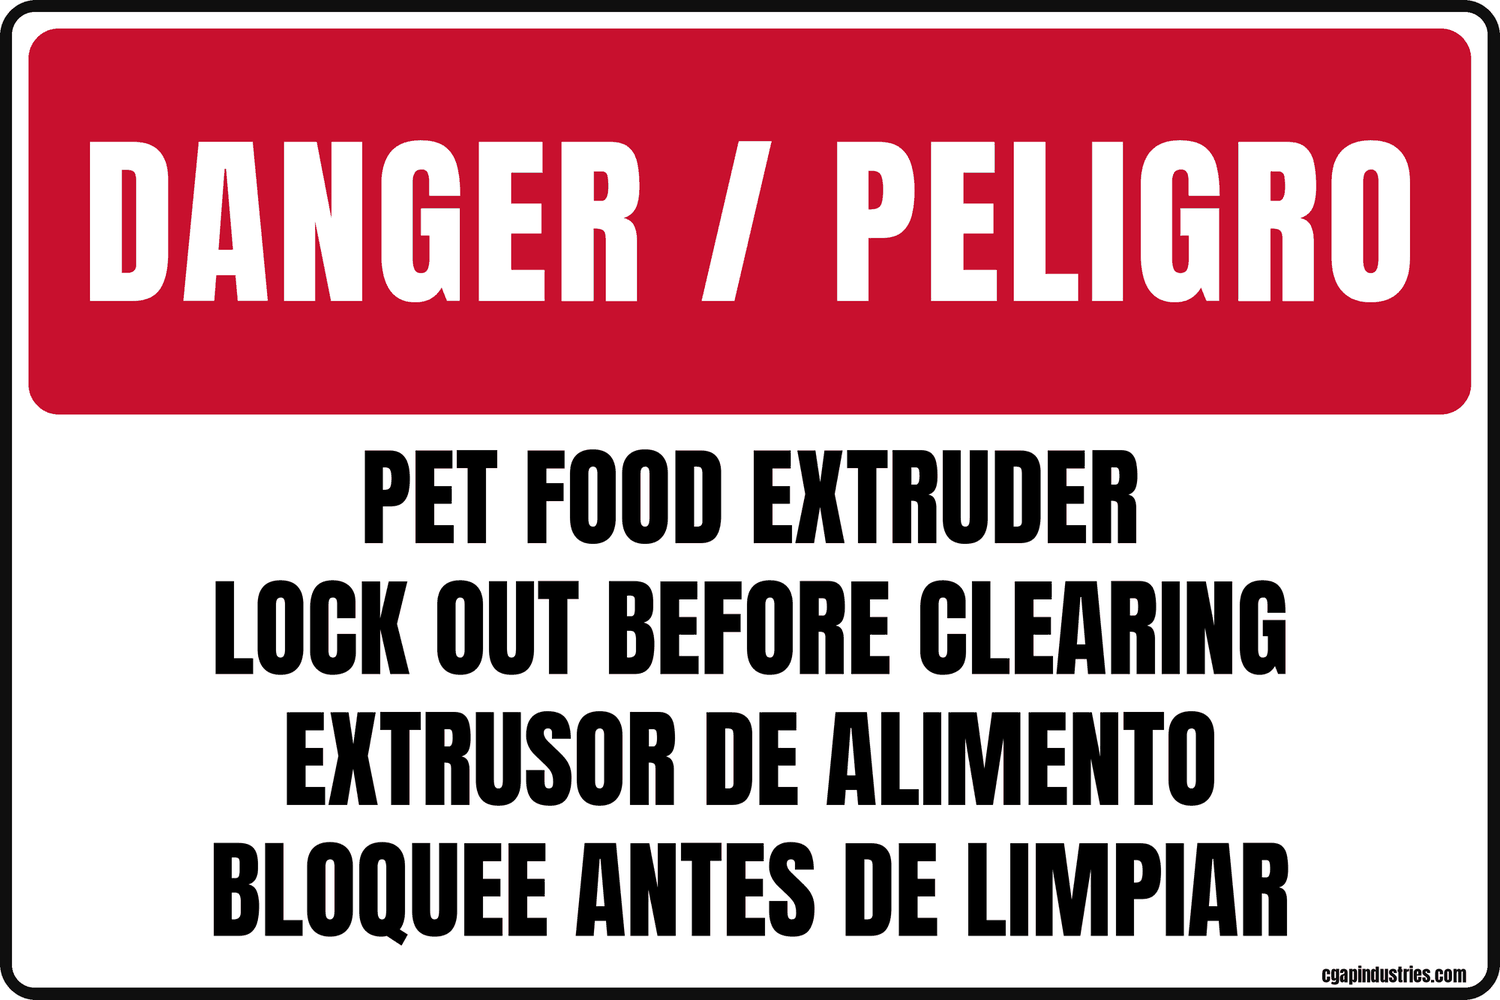 DANGER / PELIGRO
PET FOOD EXTRUDER
LOCK OUT BEFORE CLEARING
EXTRUSOR DE ALIMENTO
BLOQUEE ANTES DE LIMPIAR
cgapindustries.com